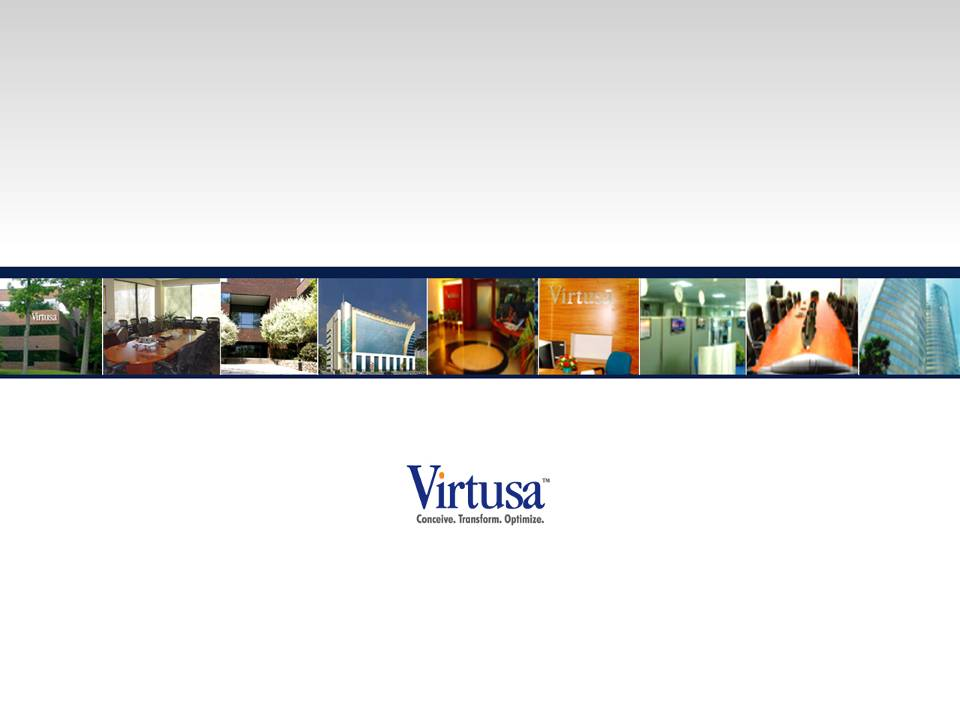 Virtusa
Virtusa
Virtusa™
Conceive. Transform. Optimize.